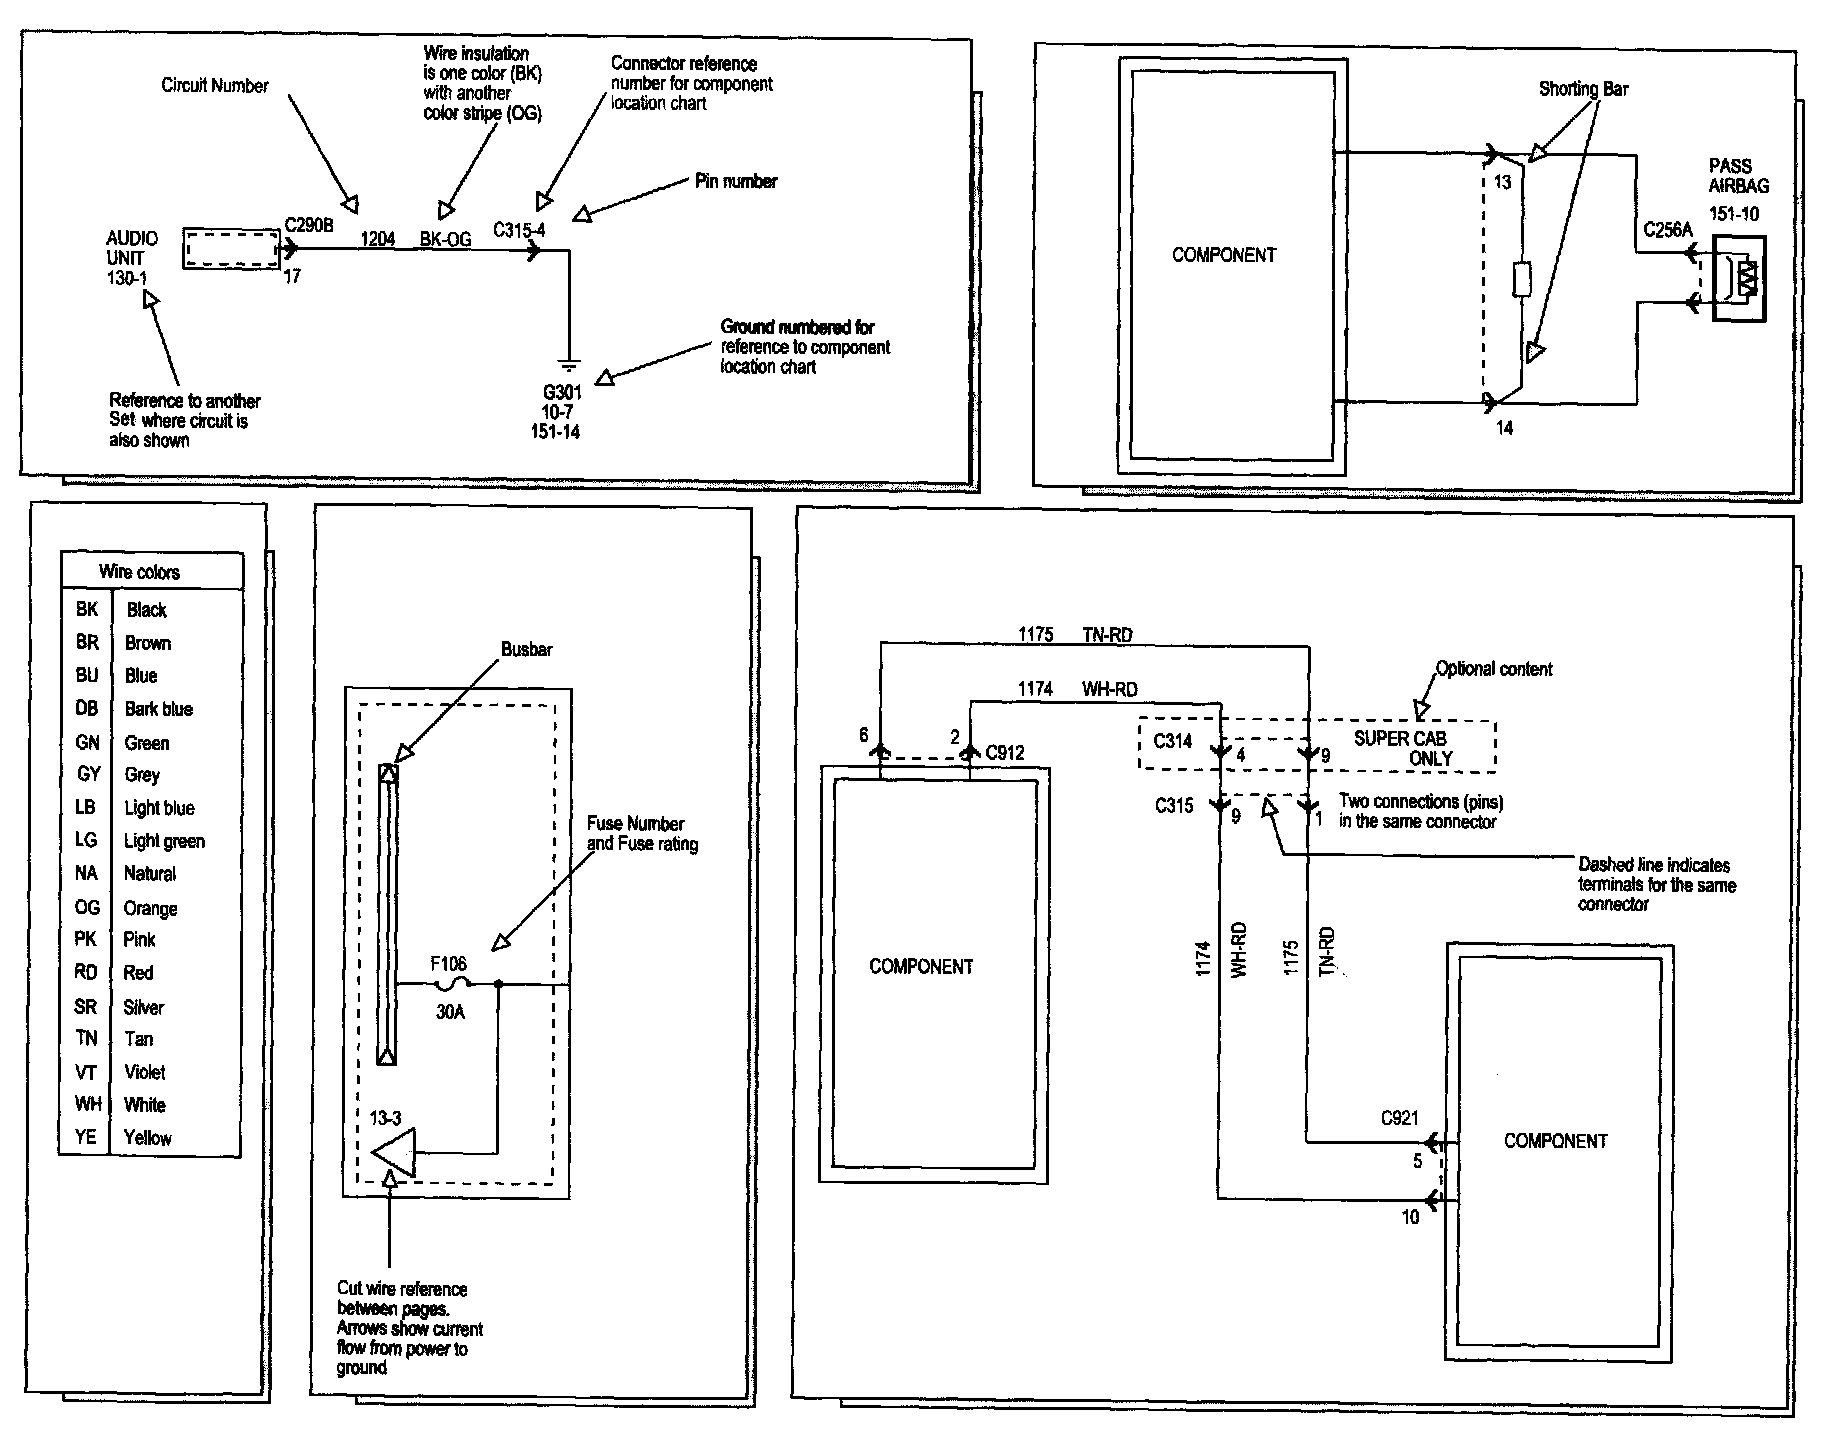 Circuit Number
Wire insulation
is one color (BK)
with another
color stripe (OG)
Connector reference
number for component
location chart
Pin number
AUDIO
UNIT
130-1
C290B
17
1204
BK-OG
C315-4
Ground numbered for
reference to component
location chart
G301
10-7
151-14
Reference to another
Set where circuit is
also shown
COMPONENT
Shorting Bar
13
14
C256A
PASS
AIRBAG
151-10
Wire colors
BK Black
BR Brown
BU Blue
DB Bark blue
GN Green
GY Grey
LB Light blue
LG Light green
NA Natural
OG Orange
PK Pink
RD Red
SR Silver
TN Tan
VT Violet
WH White
YE Yellow
Busbar
Fuse Number
and Fuse rating
F106
30A
13-3
Cut wire reference
between pages.
Arrows show current
flow from power to
ground
1175 TN-RD
1174 WH-RD
Optional content
6
2
C912
C314
4
9
SUPER CAB
ONLY
C315
9
1
Two connections (pins)
in the same connector
Dashed line indicates
terminals for the same
connector
COMPONENT
1174
WH-RD
1175
TN-RD
C921
5
10
COMPONENT